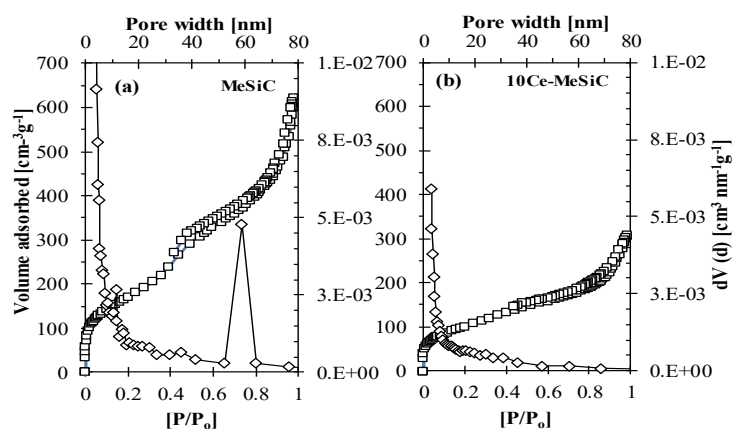 Pore width [nm]
0 20 40 60 80
700 600 500 400 300 200 100 0
Volume adsorbed [cm-³g-¹]
(a) MeSiC
1.E-02 8.E-03 5.E-03 3.E-03 0.E+00
0 0.2 0.4 0.6 0.8 1
[P/Po]
Pore width [nm]
0 10 20 30 40 50 60 70 80
700 600 500 400 300 200 100 0
(b) 10Ce-MeSiC
1.E-02 8.E-03 5.E-03 3.E-03 0.E+00
dV (d) [cm³ nm-¹g-¹]
0 0.2 0.4 0.6 0.8 1
[P/Po]